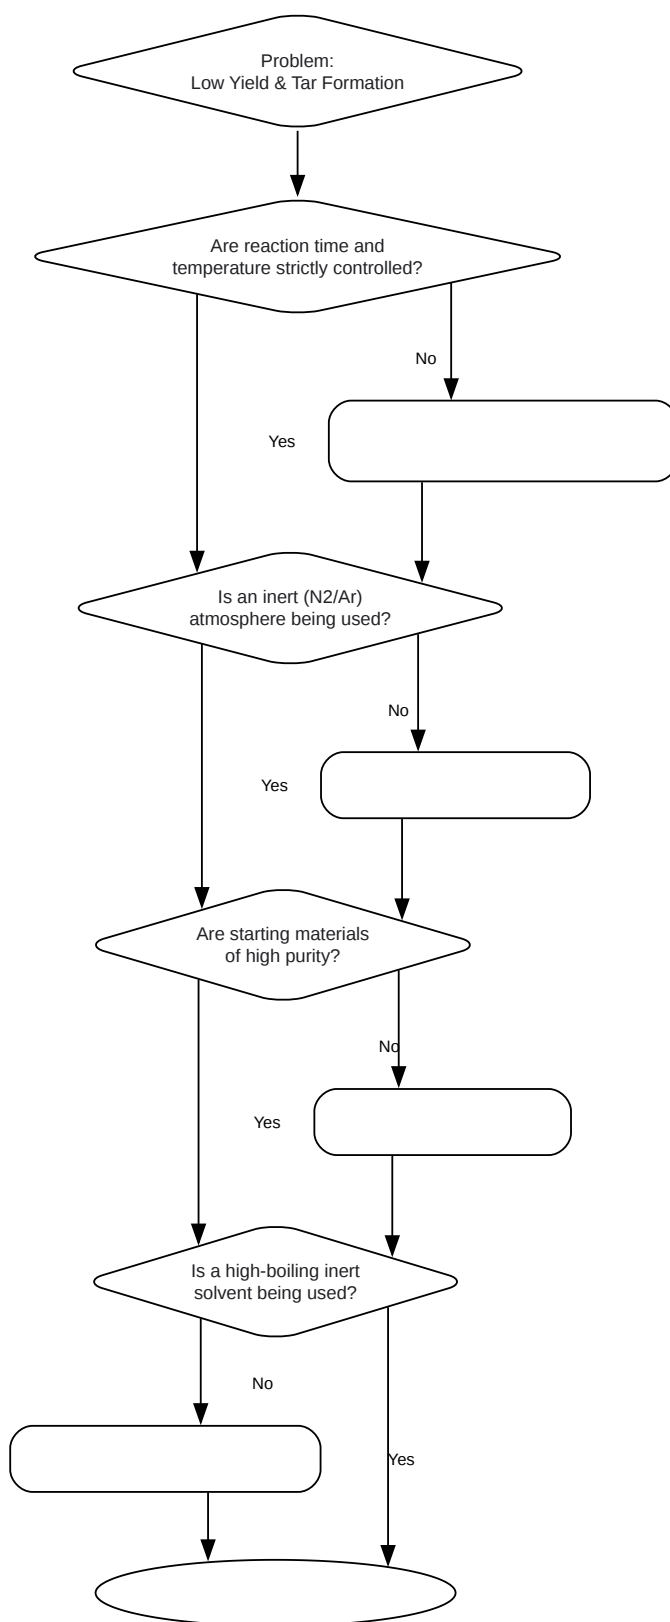 Problem:
Low Yield & Tar Formation
Are reaction time and
temperature strictly controlled?
No
Yes
Is an inert (N2/Ar)
atmosphere being used?
No
Yes
Are starting materials
of high purity?
No
Yes
Is a high-boiling inert
solvent being used?
No
Yes